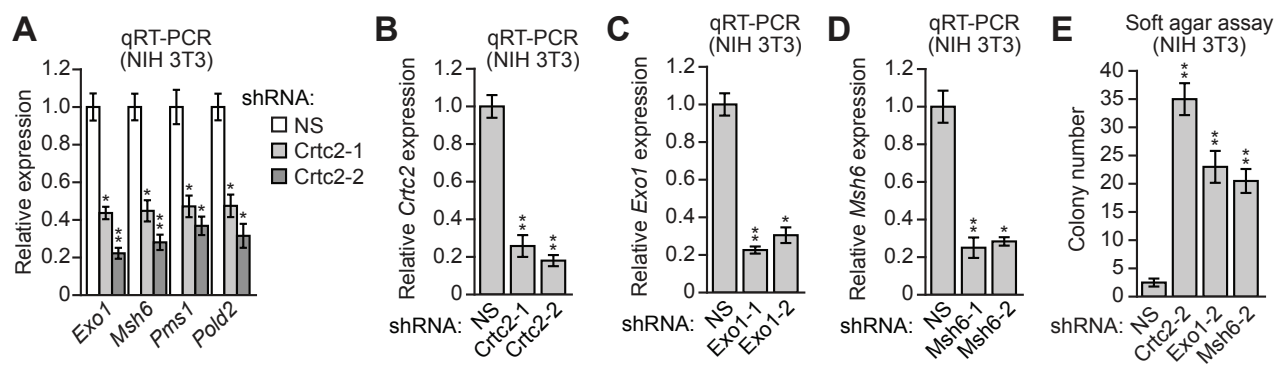 A
qRT-PCR
(NIH 3T3)
Relative expression
1.2
1.0
0.8
0.6
0.4
0.2
0
*
**
*
**
*
*
*
*
Exo1
Msh6
Pms1
Pold2
shRNA:
NS
Crtc2-1
Crtc2-2
B
qRT-PCR
(NIH 3T3)
Relative Crtc2 expression
1.2
1.0
0.8
0.6
0.4
0.2
0
**
**
shRNA:
NS
Crtc2-1
Crtc2-2
C
qRT-PCR
(NIH 3T3)
Relative Exo1 expression
1.2
1.0
0.8
0.6
0.4
0.2
0
**
*
shRNA:
NS
Exo1-1
Exo1-2
D
qRT-PCR
(NIH 3T3)
Relative Msh6 expression
1.2
1.0
0.8
0.6
0.4
0.2
0
**
*
shRNA:
NS
Msh6-1
Msh6-2
E
Soft agar assay
(NIH 3T3)
Colony number
40
35
30
25
20
15
10
5
0
**
**
**
shRNA:
NS
Crtc2-2
Exo1-2
Msh6-2